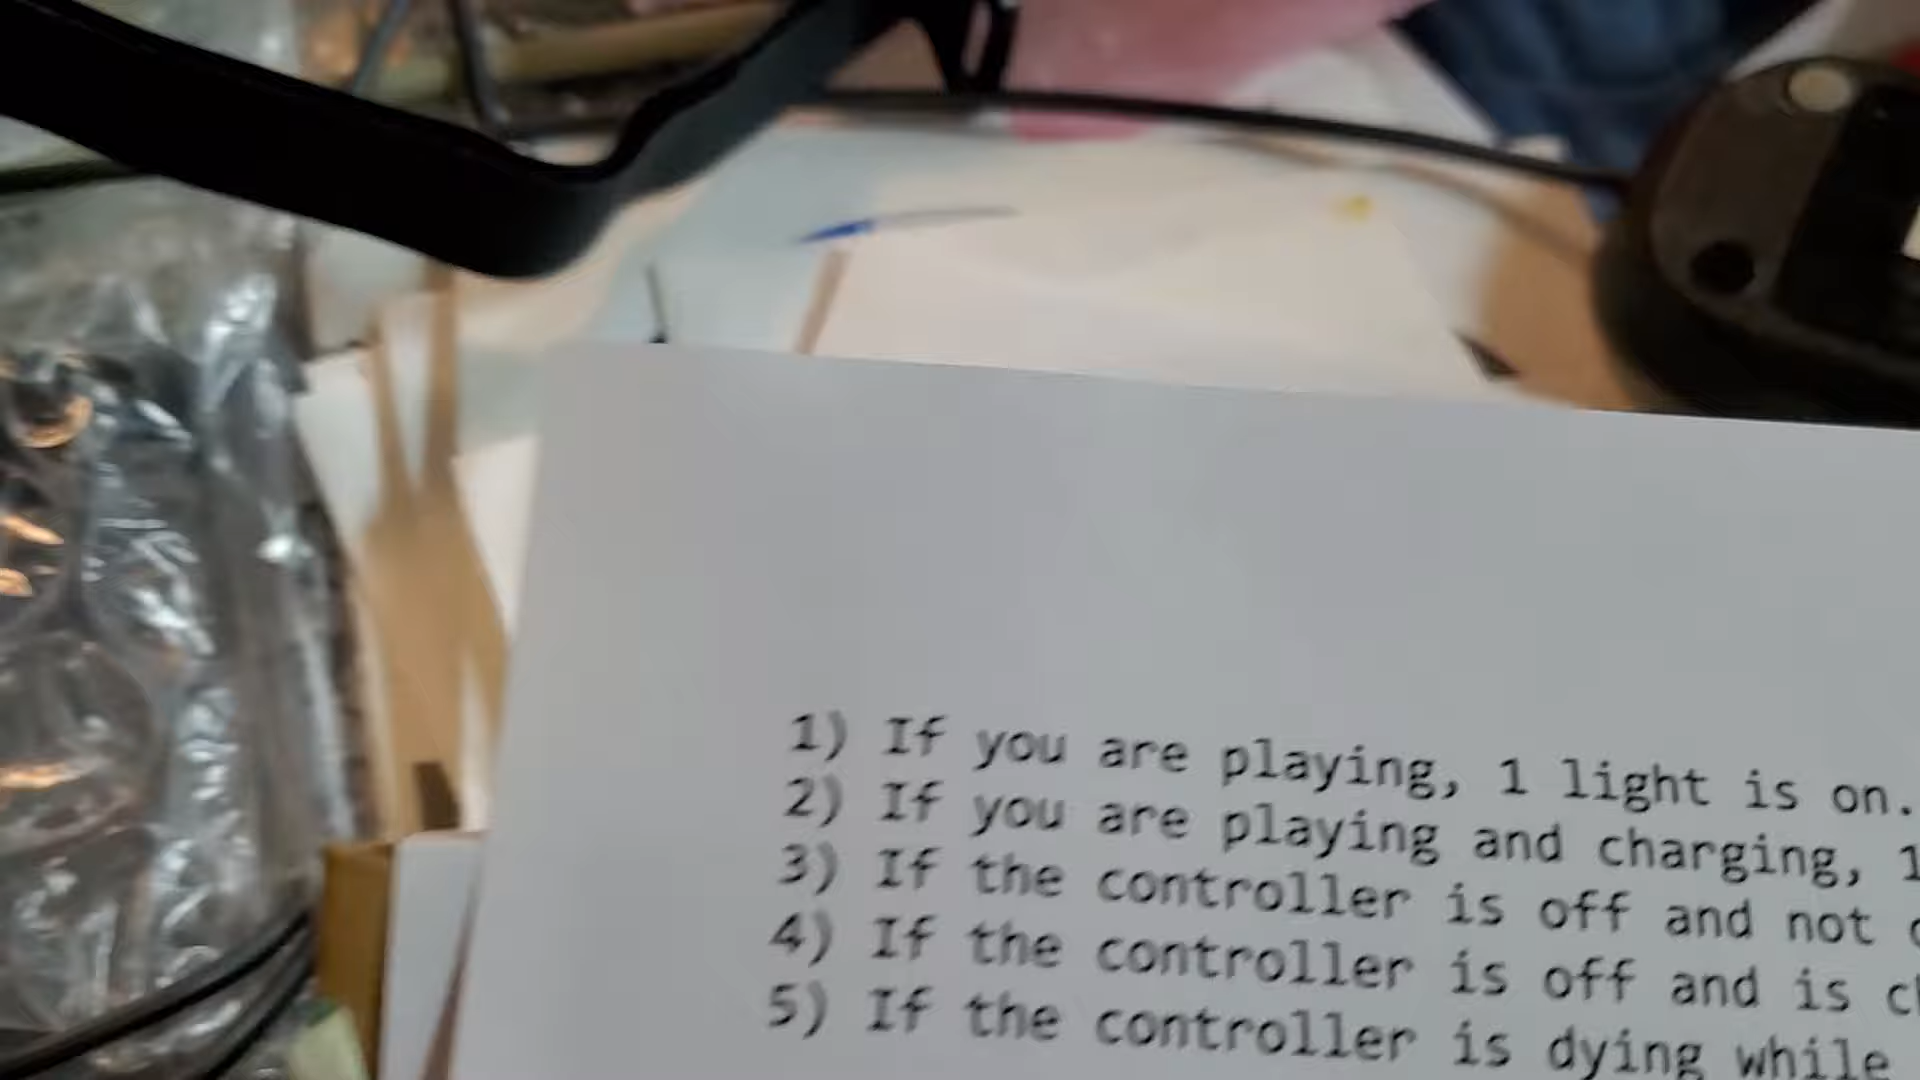 1) If you are playing, 1 light is on.
2) If you are playing and charging, 1
3) If the controller is off and not
4) If the controller is off and is
5) If the controller is dying while